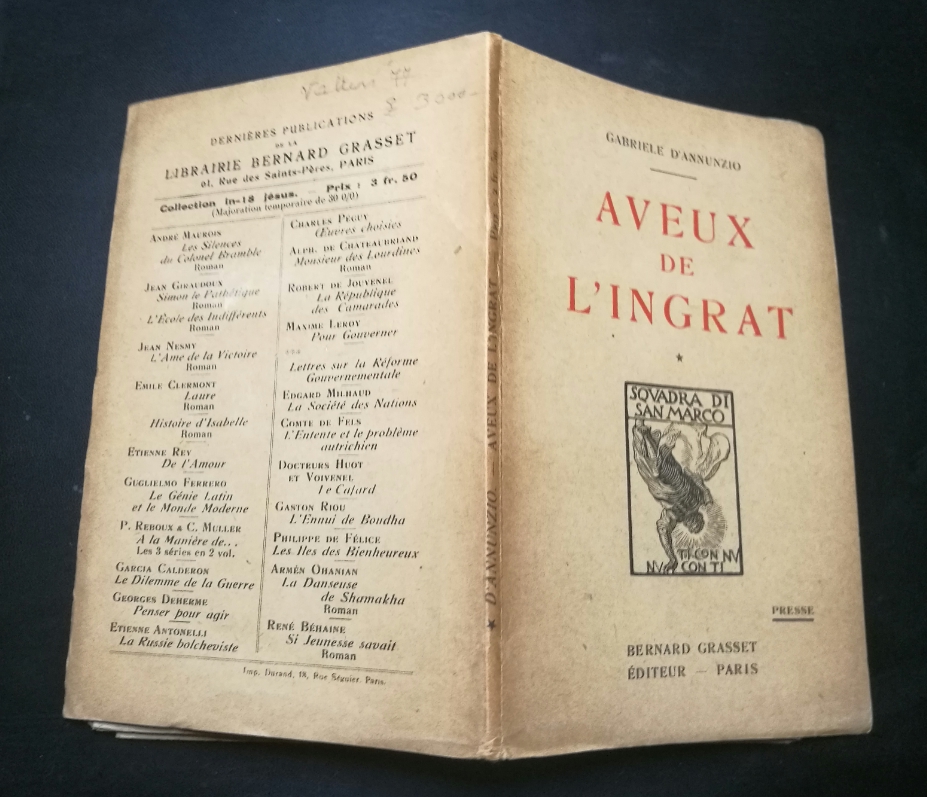 £ 3000-
DERNIÈRES PUBLICATIONS
DE LA
LIBRAIRIE BERNARD GRASSET
61, Rue des Saints-Pères, PARIS
Collection in-18 jésus. — Prix : 3 fr. 50
(Majoration temporaire de 30 0/0)
ANDRÉ MAUROIS
Les Silences
du Colonel Bramble
Roman
JEAN GIRAUDOUX
Simon le Pathétique
Roman
L'École des Indifférents
Roman
JEAN NESMY
L'Ame de la Victoire
Roman
EMILE CLERMONT
Laure
Roman
Histoire d'Isabelle
Roman
ETIENNE REY
De l'Amour
GUGLIELMO FERRERO
Le Génie Latin
et le Monde Moderne
P. REBOUX & C. MULLER
A la Manière de...
Les 3 séries en 2 vol.
GARCIA CALDERON
Le Dilemme de la Guerre
GEORGES DEHERME
Penser pour agir
ETIENNE ANTONELLI
La Russie bolcheviste
CHARLES PÉGUY
Œuvres choisies
ALPH. DE CHATEAUBRIAND
Monsieur des Lourdines
Roman
ROBERT DE JOUVENEL
La République
des Camarades
MAXIME LEROY
Pour Gouverner
***
Lettres sur la Réforme
Gouvernementale
EDGARD MILHAUD
La Société des Nations
COMTE DE FELS
L'Entente et le problème
autrichien
DOCTEURS HUOT
ET VOIVENEL
Le Cafard
GASTON RIOU
L'Ennui de Boudha
PHILIPPE DE FÉLICE
Les Iles des Bienheureux
ARMÈN OHANIAN
La Danseuse
de Shamakha
Roman
RENÉ BÉHAINE
Si Jeunesse savait
Roman
Imp. Durand, 18, Rue Séguier, Paris.
★ D'ANNUNZIO — AVEUX DE L'INGRAT
GABRIELE D'ANNUNZIO
AVEUX
DE
L'INGRAT
★
SQVADRA DI
SAN MARCO
TI CON NV
NVI CON TI
PRESSE
BERNARD GRASSET
ÉDITEUR — PARIS